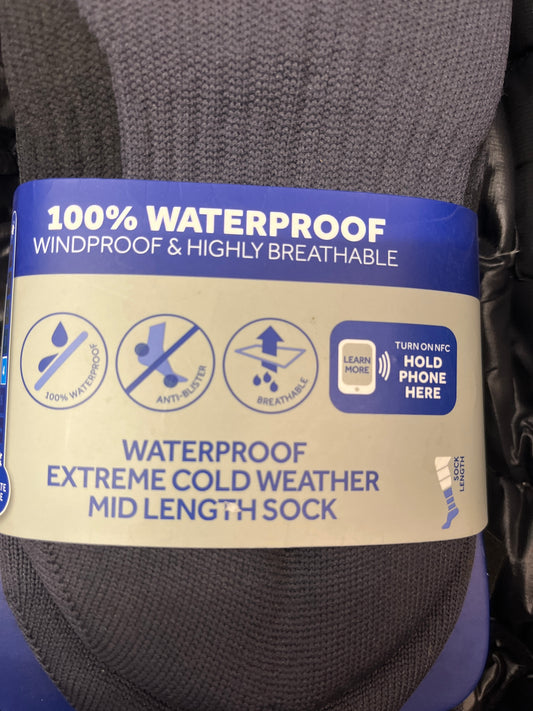 100% WATERPROOF
WINDPROOF & HIGHLY BREATHABLE
100% WATERPROOF
ANTI-BLISTER
BREATHABLE
LEARN
MORE
TURN ON NFC
HOLD
PHONE
HERE
WATERPROOF
EXTREME COLD WEATHER
MID LENGTH SOCK
SOCK
LENGTH